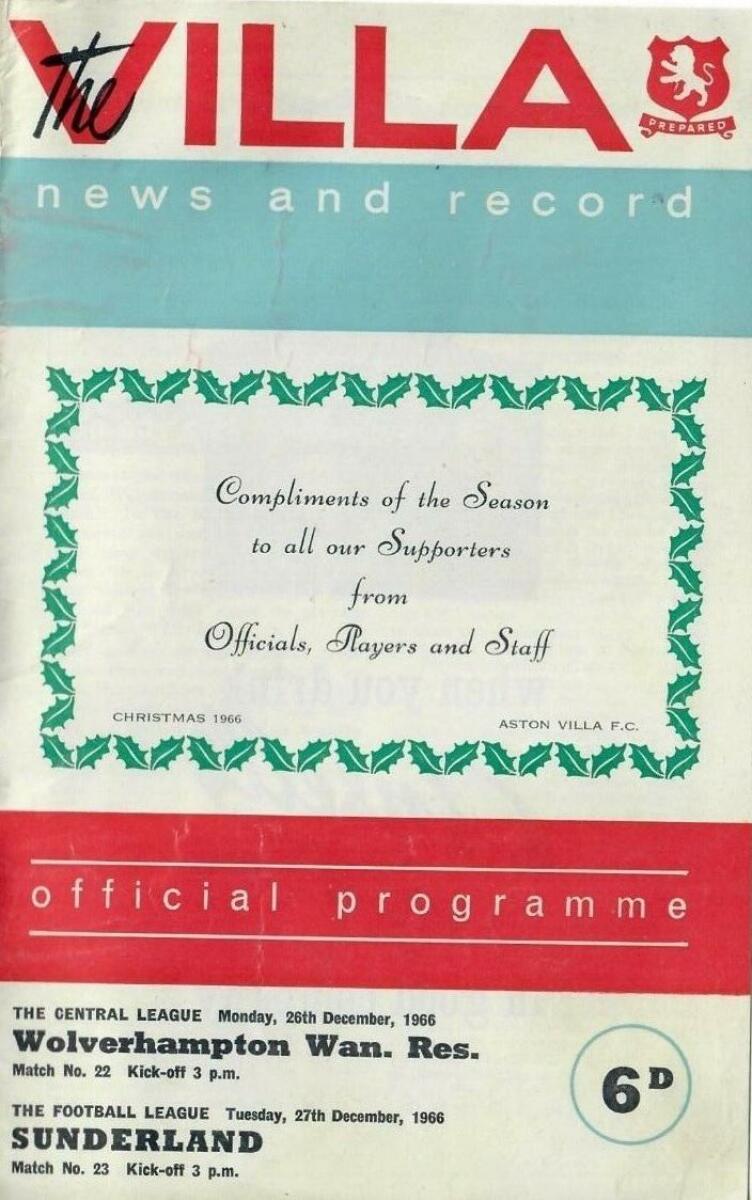 The VILLA
PREPARED
news and record
Compliments of the Season
to all our Supporters
from
Officials, Players and Staff
CHRISTMAS 1966
ASTON VILLA F.C.
official programme
THE CENTRAL LEAGUE Monday, 26th December, 1966
Wolverhampton Wan. Res.
Match No. 22 Kick-off 3 p.m.
6D
THE FOOTBALL LEAGUE Tuesday, 27th December, 1966
SUNDERLAND
Match No. 23 Kick-off 3 p.m.